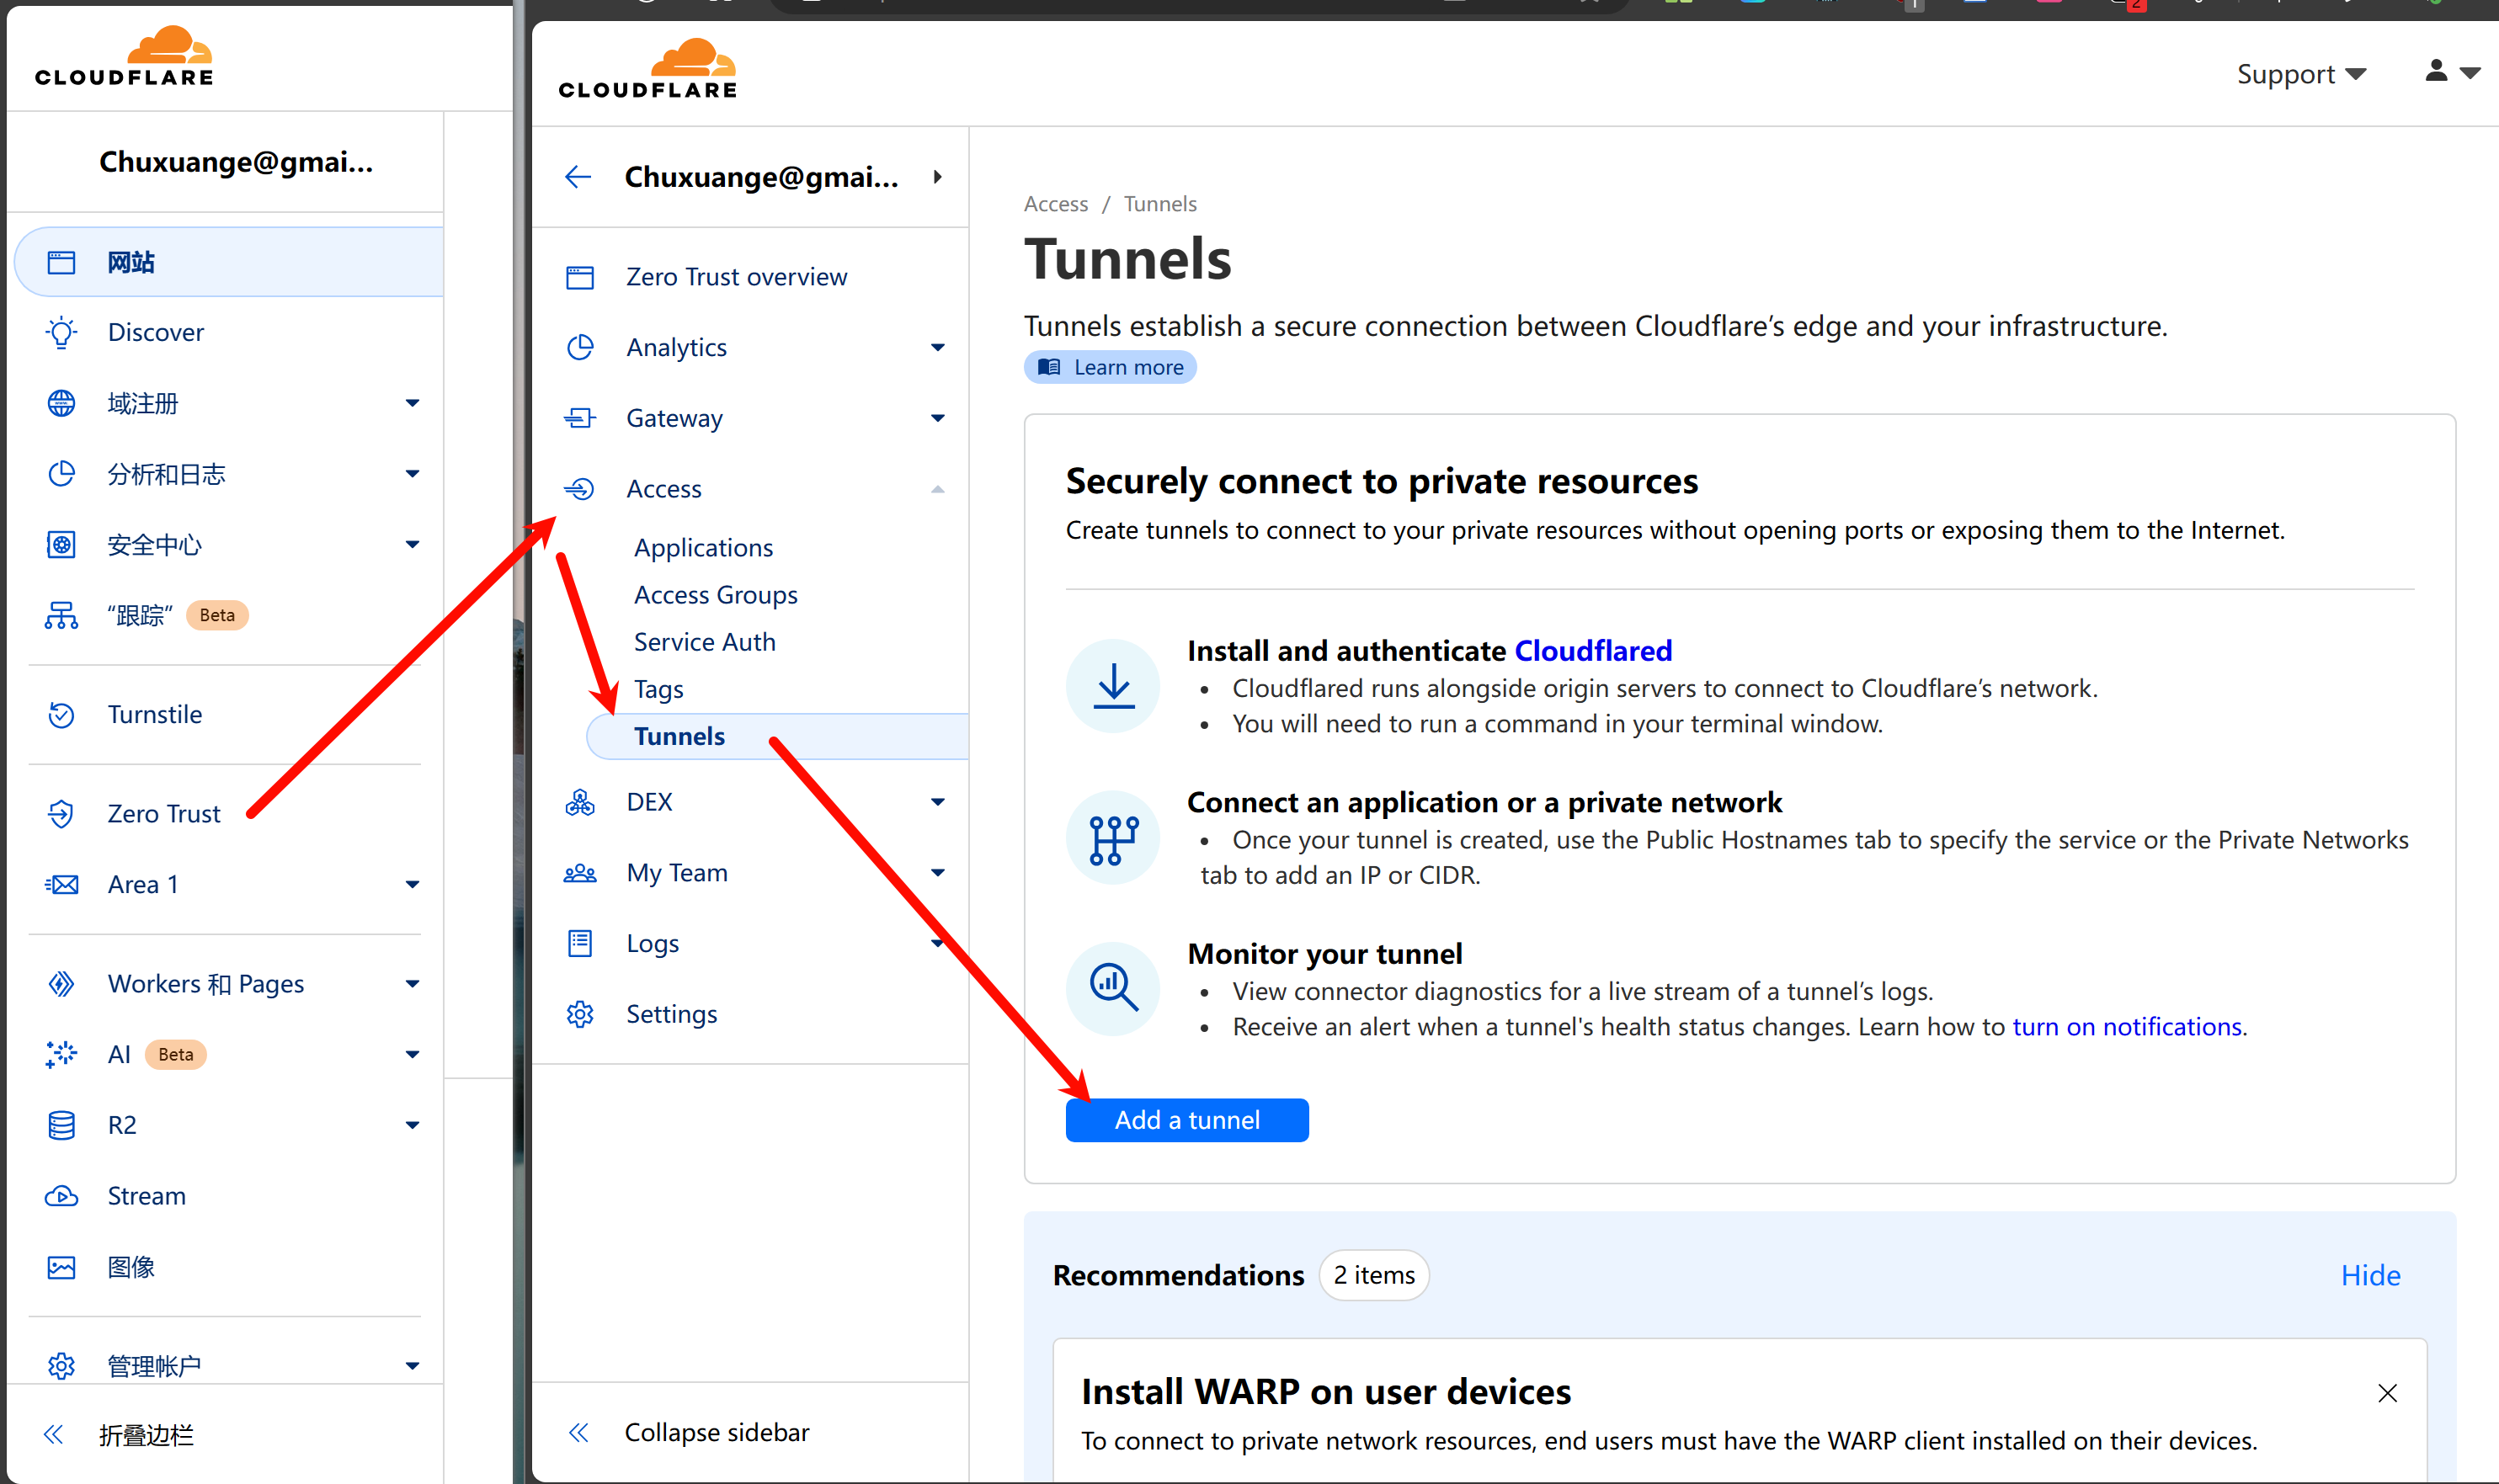 CLOUDFLARE
Chuxuange@gmai...
网站
Discover
域注册
分析和日志
安全中心
“跟踪” Beta
Turnstile
Zero Trust
Area 1
Workers 和 Pages
AI Beta
R2
Stream
图像
管理帐户
折叠边栏
CLOUDFLARE
Support
Chuxuange@gmai...
Zero Trust overview
Analytics
Gateway
Access
Applications
Access Groups
Service Auth
Tags
Tunnels
DEX
My Team
Logs
Settings
Collapse sidebar
Access / Tunnels
Tunnels
Tunnels establish a secure connection between Cloudflare’s edge and your infrastructure.
Learn more
Securely connect to private resources
Create tunnels to connect to your private resources without opening ports or exposing them to the Internet.
Install and authenticate Cloudflared
• Cloudflared runs alongside origin servers to connect to Cloudflare’s network.
• You will need to run a command in your terminal window.
Connect an application or a private network
• Once your tunnel is created, use the Public Hostnames tab to specify the service or the Private Networks
tab to add an IP or CIDR.
Monitor your tunnel
• View connector diagnostics for a live stream of a tunnel’s logs.
• Receive an alert when a tunnel's health status changes. Learn how to turn on notifications.
Add a tunnel
Recommendations 2 items
Hide
Install WARP on user devices
To connect to private network resources, end users must have the WARP client installed on their devices.